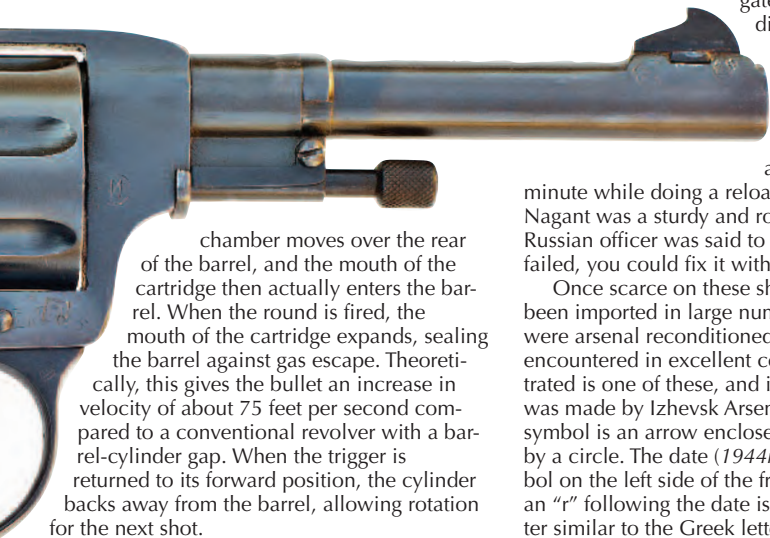 chamber moves over the rear
of the barrel, and the mouth of the
cartridge then actually enters the bar-
rel. When the round is fired, the
mouth of the cartridge expands, sealing
the barrel against gas escape. Theoreti-
cally, this gives the bullet an increase in
velocity of about 75 feet per second com-
pared to a conventional revolver with a bar-
rel-cylinder gap. When the trigger is
returned to its forward position, the cylinder
backs away from the barrel, allowing rotation
for the next shot.
minute while doing a reloa
Nagant was a sturdy and ro
Russian officer was said to
failed, you could fix it with
Once scarce on these sh
been imported in large num
were arsenal reconditioned
encountered in excellent co
trated is one of these, and i
was made by Izhevsk Arsen
symbol is an arrow enclose
by a circle. The date (1944
bol on the left side of the fr
an “r” following the date is
ter similar to the Greek lett